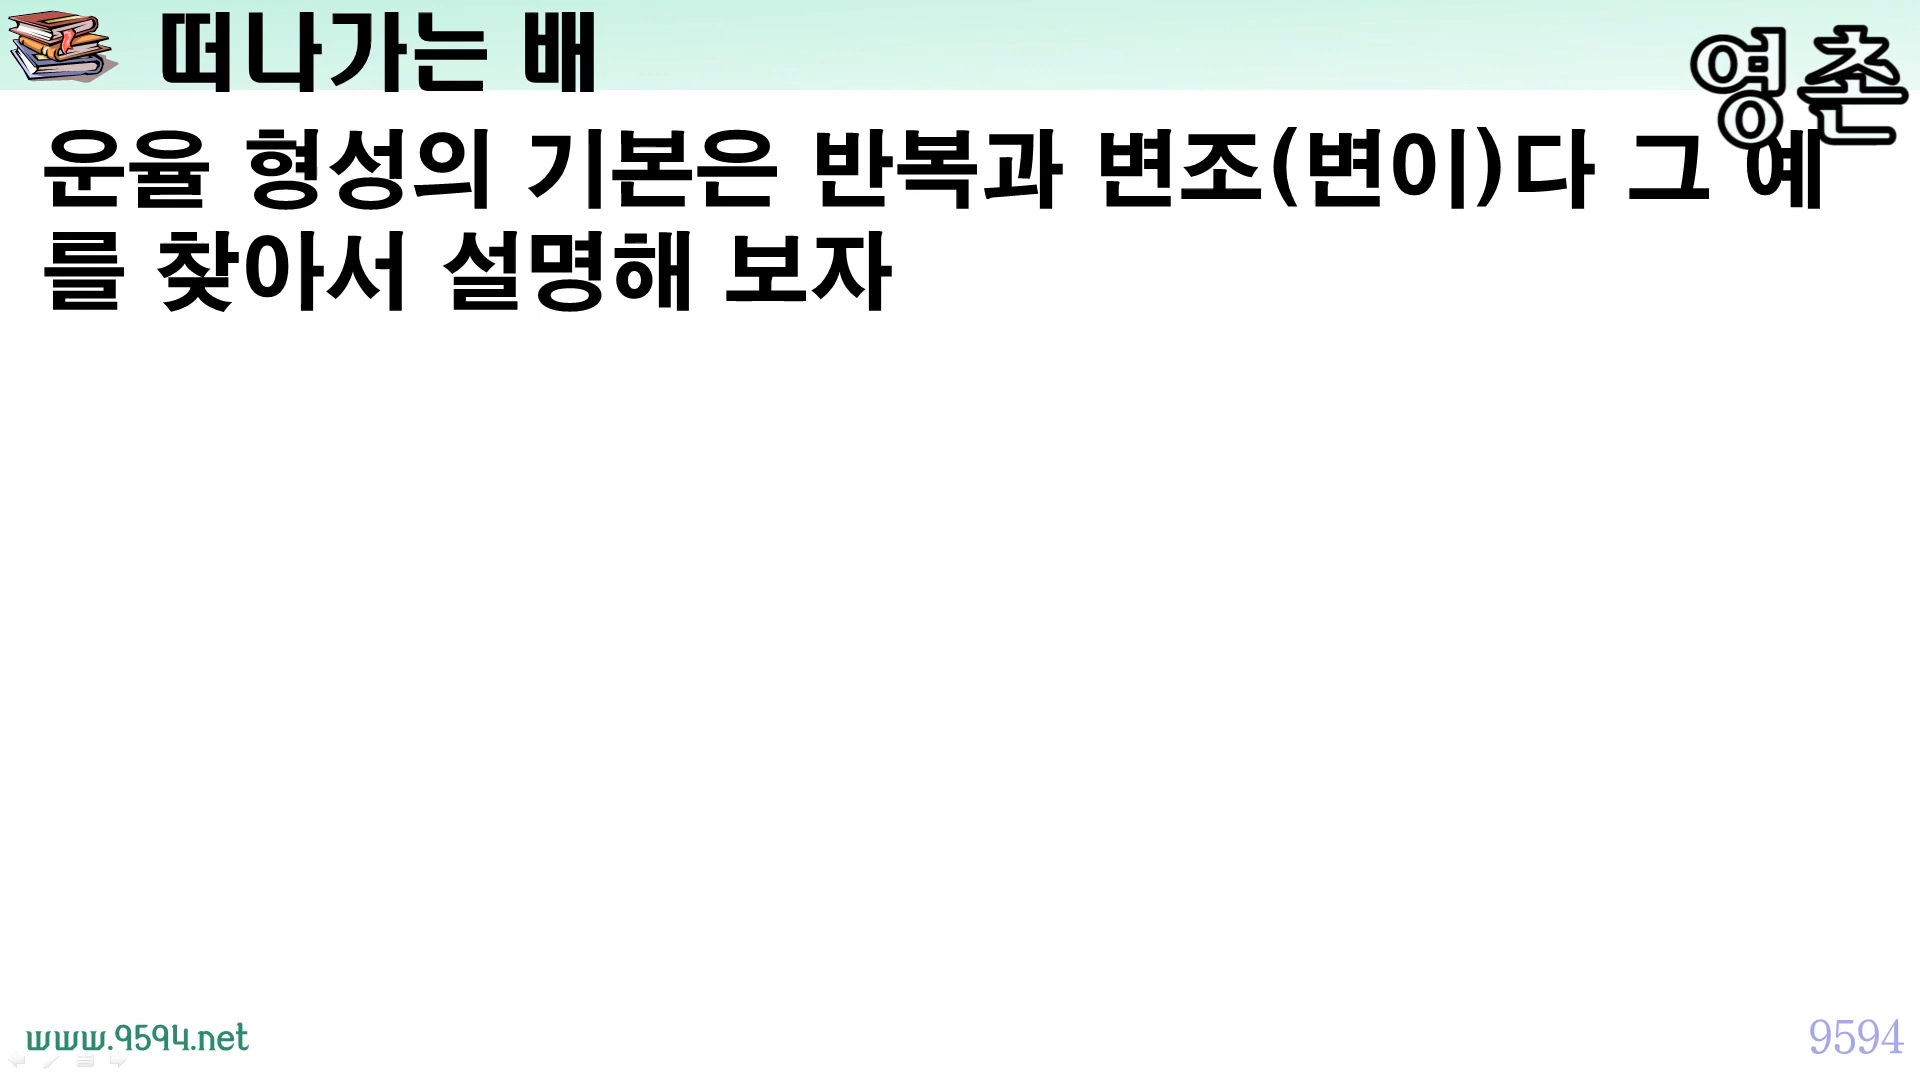 떠나가는 배
영촌
운율 형성의 기본은 반복과 변조(변이)다 그 예
를 찾아서 설명해 보자
www.9594.net
9594